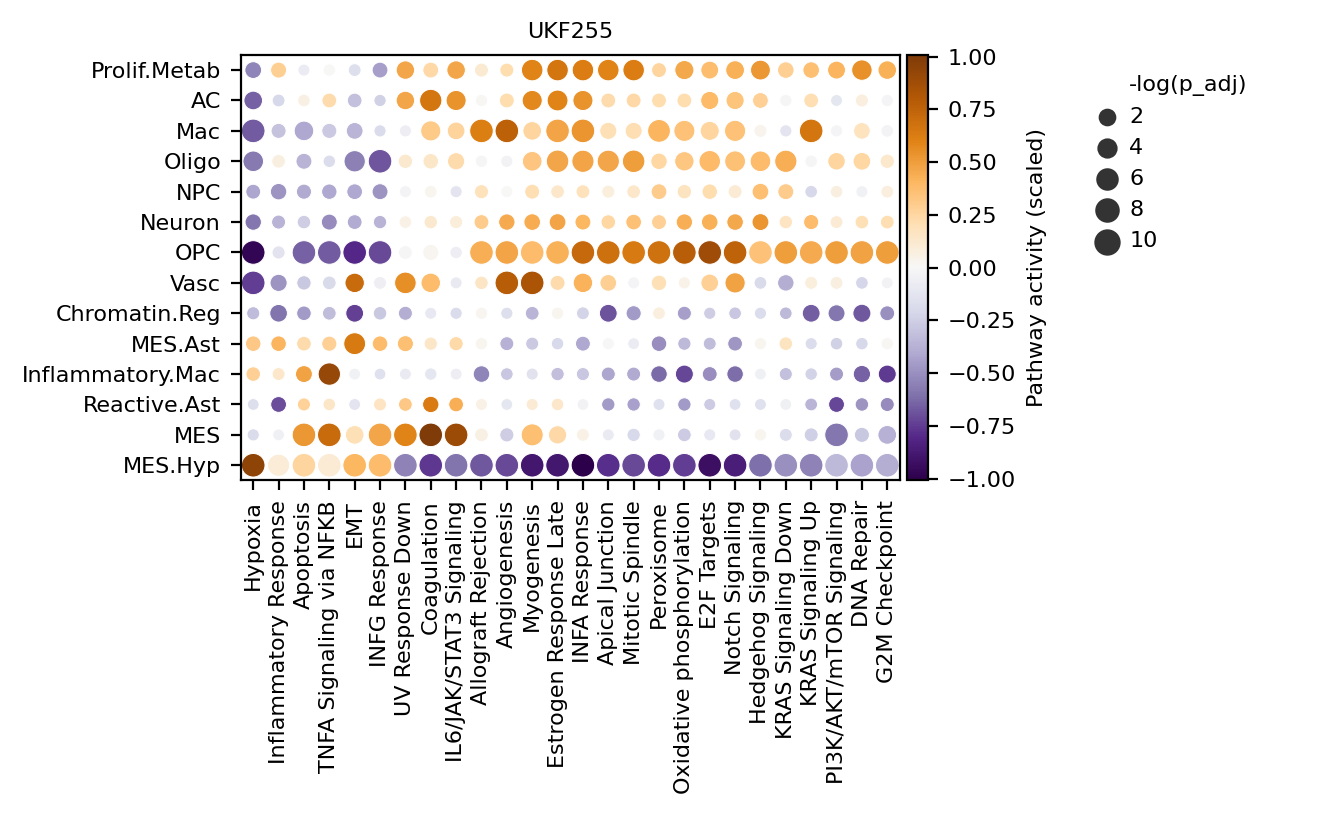 UKF255
Prolif.Metab
AC
Mac
Oligo
NPC
Neuron
OPC
Vasc
Chromatin.Reg
MES.Ast
Inflammatory.Mac
Reactive.Ast
MES
MES.Hyp
Hypoxia
Inflammatory Response
Apoptosis
TNFA Signaling via NFKB
EMT
INFG Response
UV Response Down
Coagulation
IL6/JAK/STAT3 Signaling
Allograft Rejection
Angiogenesis
Myogenesis
Estrogen Response Late
INFA Response
Apical Junction
Mitotic Spindle
Peroxisome
Oxidative phosphorylation
E2F Targets
Notch Signaling
Hedgehog Signaling
KRAS Signaling Down
KRAS Signaling Up
PI3K/AKT/mTOR Signaling
DNA Repair
G2M Checkpoint
1.00
0.75
0.50
0.25
0.00
−0.25
−0.50
−0.75
−1.00
Pathway activity (scaled)
-log(p_adj)
2
4
6
8
10